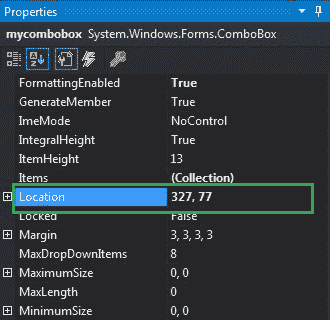 Properties
mycombobox System.Windows.Forms.ComboBox
FormattingEnabled True
GenerateMember True
ImeMode NoControl
IntegralHeight True
ItemHeight 13
Items (Collection)
Location 327, 77
Locked False
Margin 3, 3, 3, 3
MaxDropDownItems 8
MaximumSize 0, 0
MaxLength 0
MinimumSize 0, 0